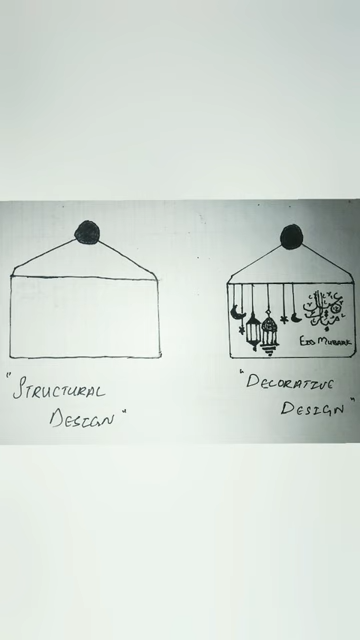 EID MUBARAK
"STRUCTURAL
DESIGN"
"DECORATIVE
DESIGN"